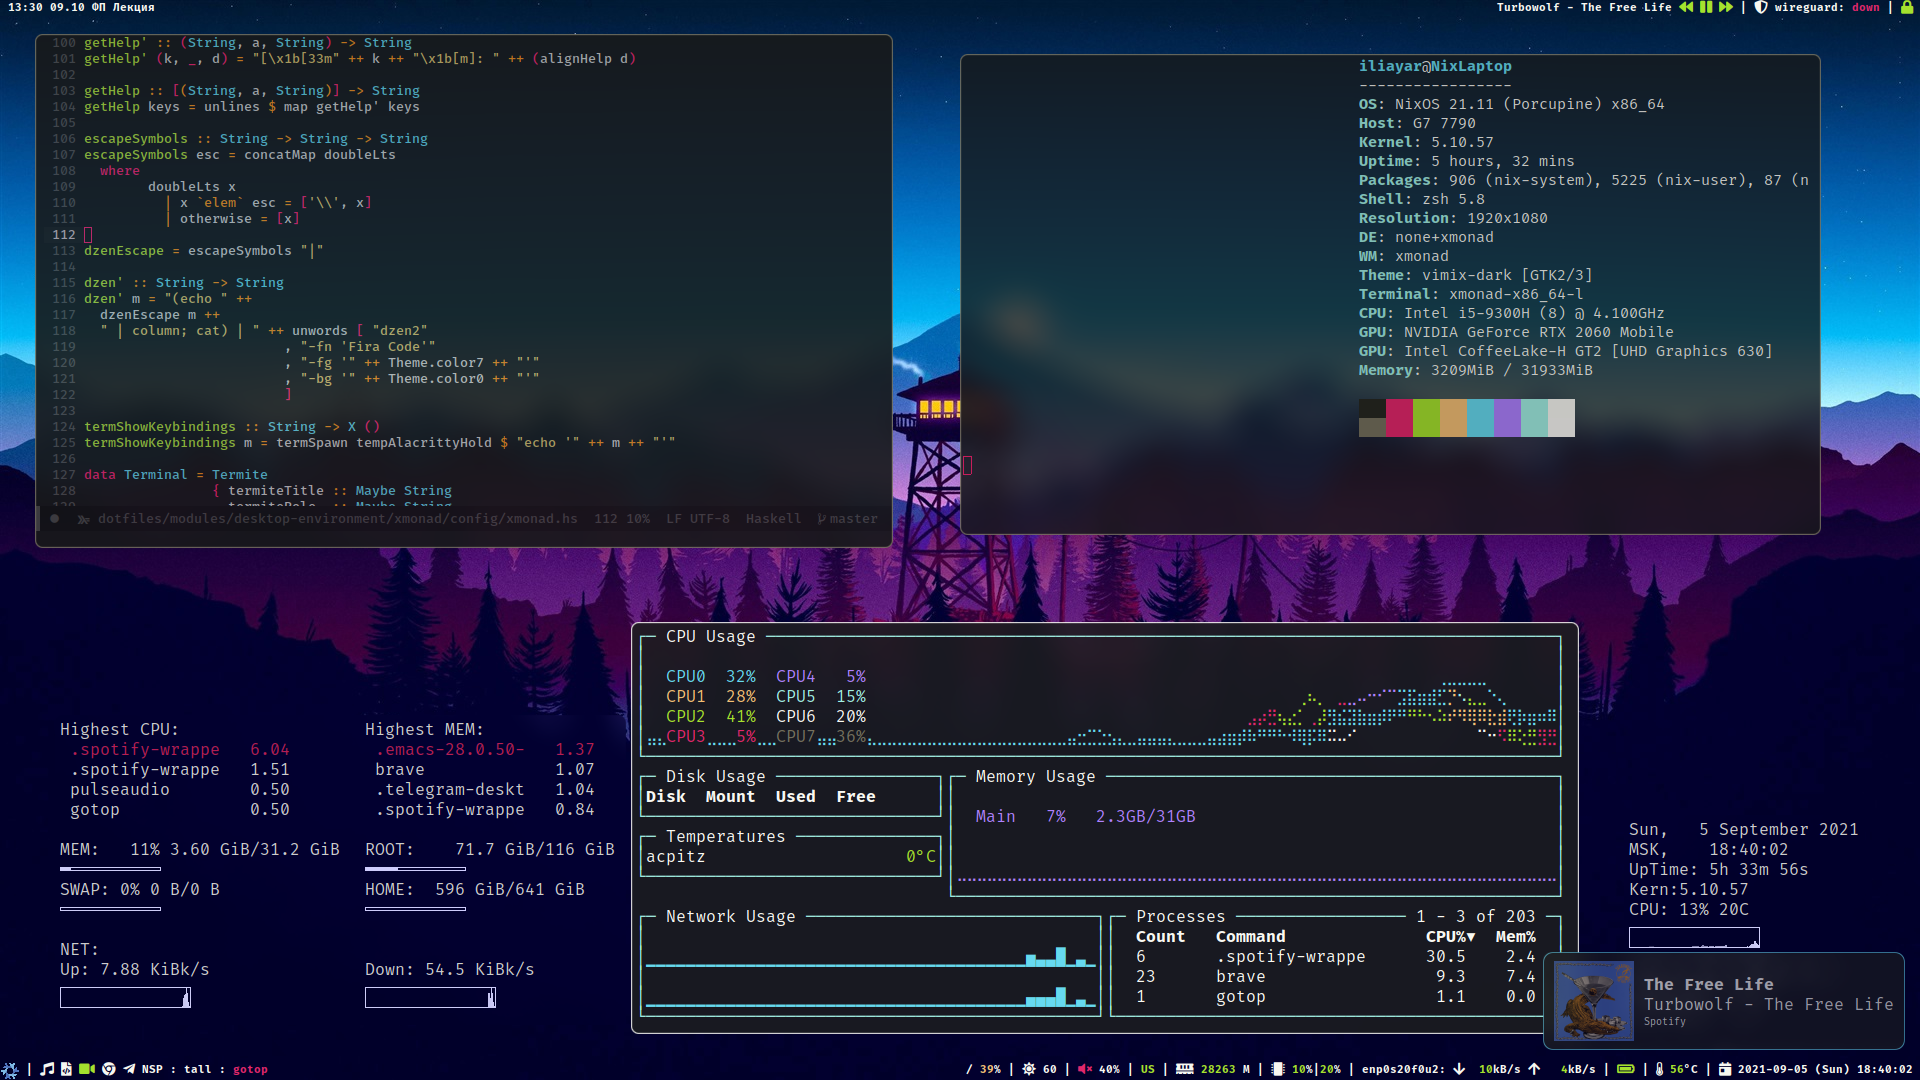 13:30 09.10 ФП Лекция
Turbowolf - The Free Life | wireguard: down |
100 getHelp' :: (String, a, String) -> String
101 getHelp' (k, _, d) = "[\x1b[33m" ++ k ++ "\x1b[m]: " ++ (alignHelp d)
102
103 getHelp :: [(String, a, String)] -> String
104 getHelp keys = unlines $ map getHelp' keys
105
106 escapeSymbols :: String -> String -> String
107 escapeSymbols esc = concatMap doubleLts
108 where
109 doubleLts x
110 | x `elem` esc = ['\\', x]
111 | otherwise = [x]
112
113 dzenEscape = escapeSymbols "|"
114
115 dzen' :: String -> String
116 dzen' m = "(echo " ++
117 dzenEscape m ++
118 " | column; cat) | " ++ unwords [ "dzen2"
119 , "-fn 'Fira Code'"
120 , "-fg '" ++ Theme.color7 ++ "'"
121 , "-bg '" ++ Theme.color0 ++ "'"
122 ]
123
124 termShowKeybindings :: String -> X ()
125 termShowKeybindings m = termSpawn tempAlacrittyHold $ "echo '" ++ m ++ "'"
126
127 data Terminal = Termite
128 { termiteTitle :: Maybe String
dotfiles/modules/desktop-environment/xmonad/config/xmonad.hs 112 10% LF UTF-8 Haskell master
iliayar@NixLaptop
-----------------
OS: NixOS 21.11 (Porcupine) x86_64
Host: G7 7790
Kernel: 5.10.57
Uptime: 5 hours, 32 mins
Packages: 906 (nix-system), 5225 (nix-user), 87 (n
Shell: zsh 5.8
Resolution: 1920x1080
DE: none+xmonad
WM: xmonad
Theme: vimix-dark [GTK2/3]
Terminal: xmonad-x86_64-l
CPU: Intel i5-9300H (8) @ 4.100GHz
GPU: NVIDIA GeForce RTX 2060 Mobile
GPU: Intel CoffeeLake-H GT2 [UHD Graphics 630]
Memory: 3209MiB / 31933MiB
Highest CPU:
.spotify-wrappe 6.04
.spotify-wrappe 1.51
pulseaudio 0.50
gotop 0.50
Highest MEM:
.emacs-28.0.50- 1.37
brave 1.07
.telegram-deskt 1.04
.spotify-wrappe 0.84
MEM: 11% 3.60 GiB/31.2 GiB
ROOT: 71.7 GiB/116 GiB
SWAP: 0% 0 B/0 B
HOME: 596 GiB/641 GiB
NET:
Up: 7.88 KiBk/s
Down: 54.5 KiBk/s
CPU Usage
CPU0 32% CPU4 5%
CPU1 28% CPU5 15%
CPU2 41% CPU6 20%
CPU3 5% CPU7 36%
Disk Usage
Disk Mount Used Free
Temperatures
acpitz 0°C
Memory Usage
Main 7% 2.3GB/31GB
Network Usage
Processes 1 - 3 of 203
Count Command CPU%▼ Mem%
6 .spotify-wrappe 30.5 2.4
23 brave 9.3 7.4
1 gotop 1.1 0.0
Sun, 5 September 2021
MSK, 18:40:02
UpTime: 5h 33m 56s
Kern:5.10.57
CPU: 13% 20C
The Free Life
Turbowolf - The Free Life
Spotify
| NSP : tall : gotop
/ 39% | 60 | 40% | US | 28263 M | 10%|20% | enp0s20f0u2: ↓ 10kB/s ↑ 4kB/s | | 56°C | 2021-09-05 (Sun) 18:40:02